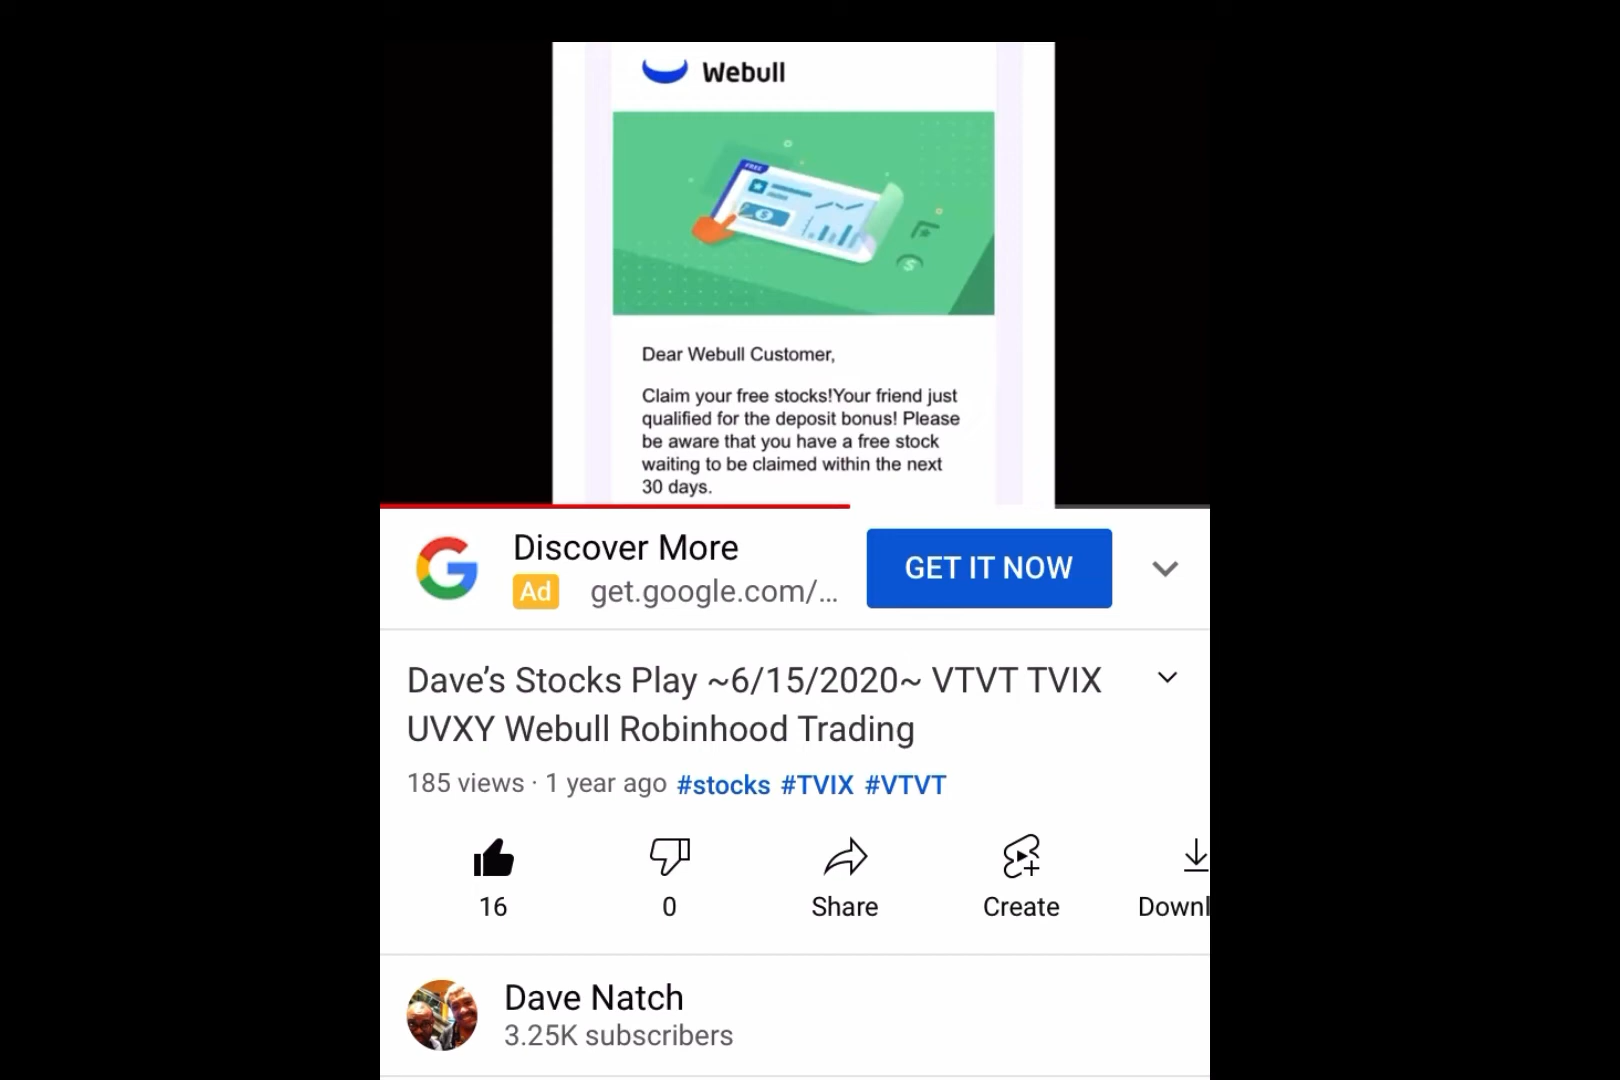 Webull
FREE
Dear Webull Customer,
Claim your free stocks!Your friend just
qualified for the deposit bonus! Please
be aware that you have a free stock
waiting to be claimed within the next
30 days.
Discover More
GET IT NOW
Ad get.google.com/...
Dave’s Stocks Play ~6/15/2020~ VTVT TVIX
UVXY Webull Robinhood Trading
185 views · 1 year ago #stocks #TVIX #VTVT
16
0
Share
Create
Downl
Dave Natch
3.25K subscribers